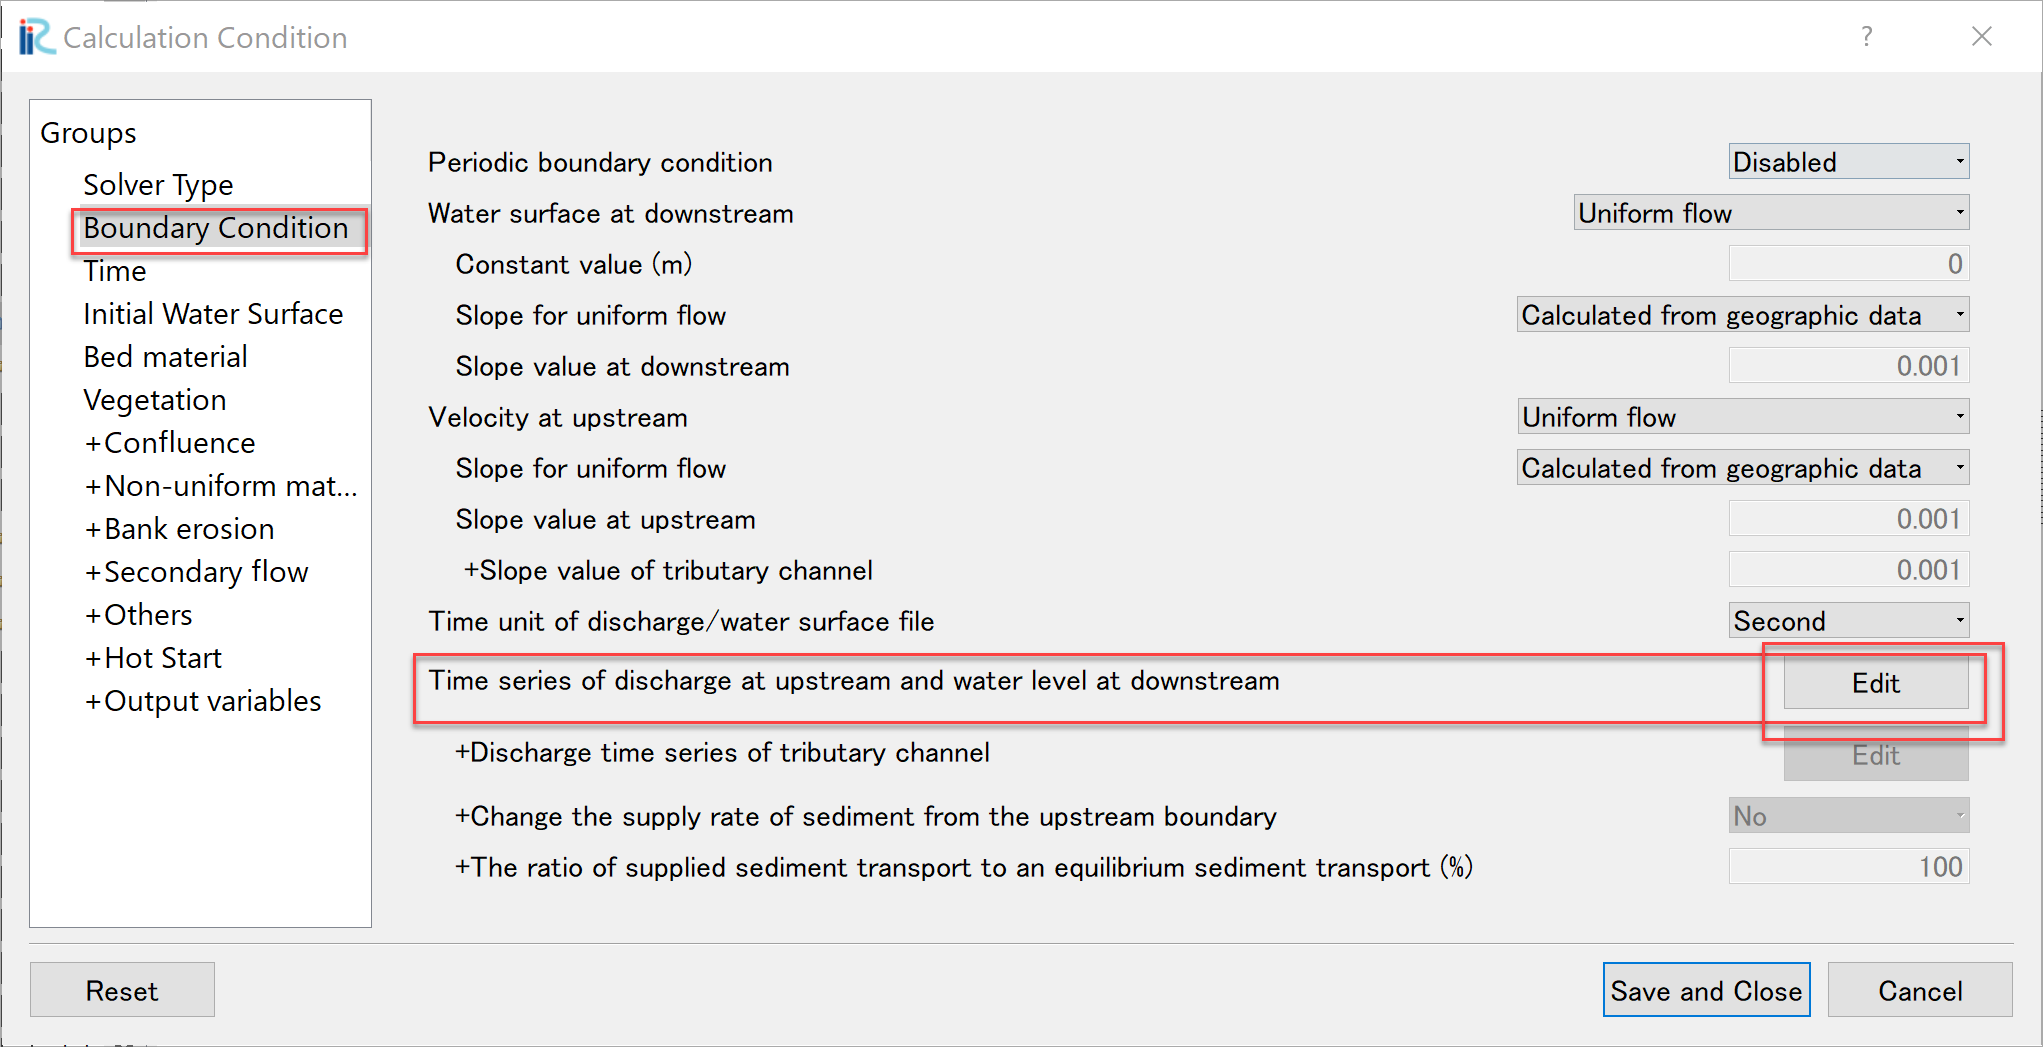 iRIC Calculation Condition ?
Groups
Solver Type
Boundary Condition
Time
Initial Water Surface
Bed material
Vegetation
+Confluence
+Non-uniform mat...
+Bank erosion
+Secondary flow
+Others
+Hot Start
+Output variables
Periodic boundary condition Disabled
Water surface at downstream Uniform flow
Constant value (m) 0
Slope for uniform flow Calculated from geographic data
Slope value at downstream 0.001
Velocity at upstream Uniform flow
Slope for uniform flow Calculated from geographic data
Slope value at upstream 0.001
+Slope value of tributary channel 0.001
Time unit of discharge/water surface file Second
Time series of discharge at upstream and water level at downstream Edit
+Discharge time series of tributary channel Edit
+Change the supply rate of sediment from the upstream boundary No
+The ratio of supplied sediment transport to an equilibrium sediment transport (%) 100
Reset Save and Close Cancel